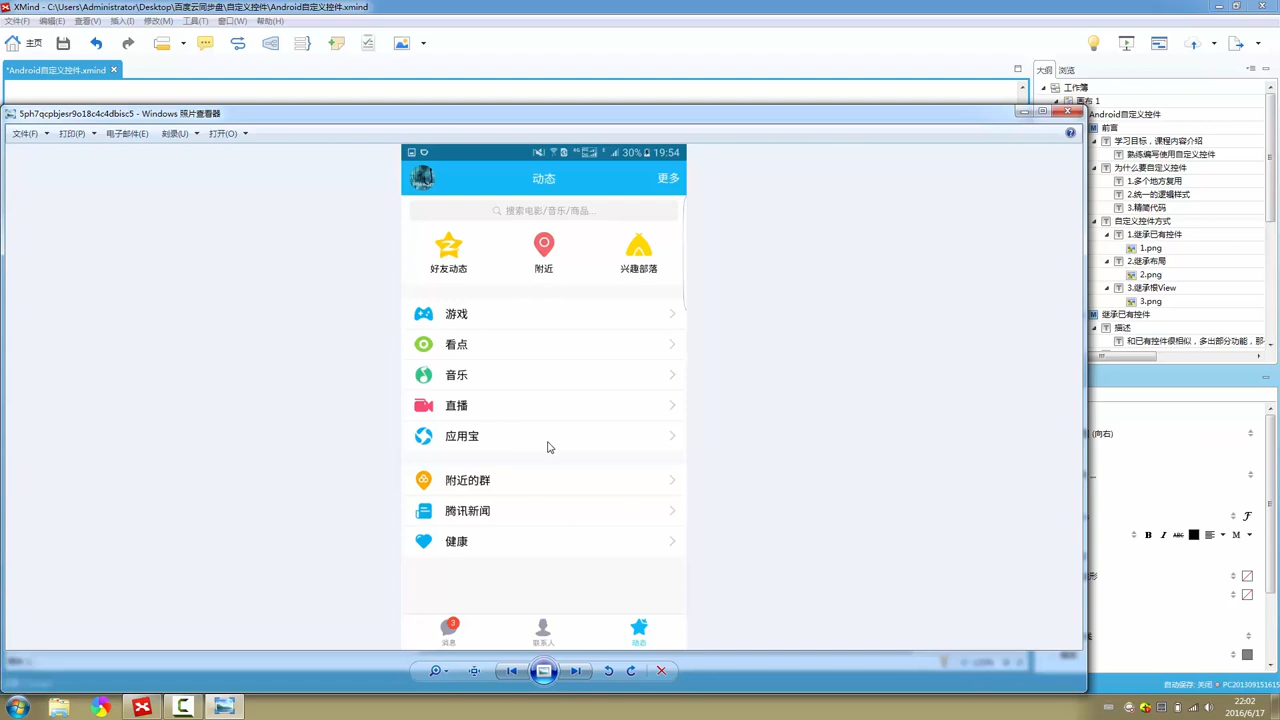 XMind - C:\Users\Administrator\Desktop\百度云同步盘\自定义控件\Android自定义控件.xmind
文件(F) 编辑(E) 查看(V) 插入(I) 修改(M) 工具(T) 窗口(W) 帮助(H)
主页
*Android自定义控件.xmind
大纲 浏览
工作簿
画布 1
Android自定义控件
前言
学习目标，课程内容介绍
熟练编写使用自定义控件
为什么要自定义控件
1.多个地方复用
2.统一的逻辑样式
3.精简代码
自定义控件方式
1.继承已有控件
1.png
2.继承布局
2.png
3.继承根View
3.png
继承已有控件
描述
和已有控件很相似，多出部分功能，那
5ph7qcpbjesr9o18c4c4dbisc5 - Windows 照片查看器
文件(F) 打印(P) 电子邮件(E) 刻录(U) 打开(O)
30% 19:54
动态 更多
搜索电影/音乐/商品...
好友动态 附近 兴趣部落
游戏
看点
音乐
直播
应用宝
附近的群
腾讯新闻
健康
3
消息 联系人 动态
(向右)
B I ABC M
自动保存: 关闭 PC201309151615
22:02
2016/6/17